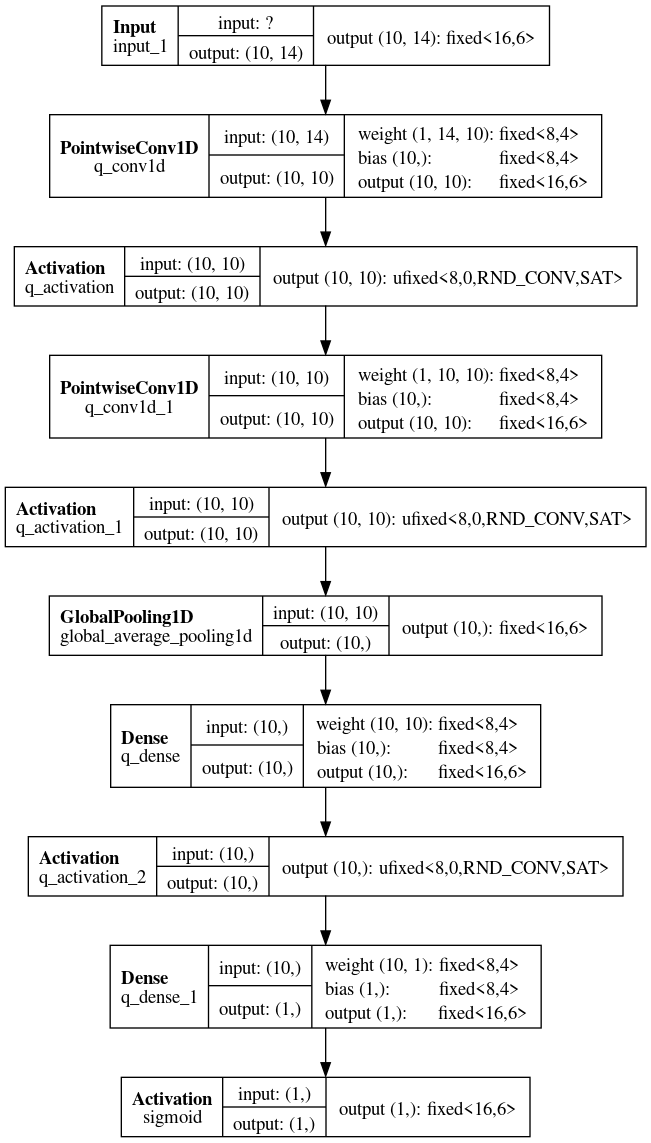 Input
input_1
input: ?
output: (10, 14)
output (10, 14): fixed<16,6>
PointwiseConv1D
q_conv1d
input: (10, 14)
output: (10, 10)
weight (1, 14, 10): fixed<8,4>
bias (10,): fixed<8,4>
output (10, 10): fixed<16,6>
Activation
q_activation
input: (10, 10)
output: (10, 10)
output (10, 10): ufixed<8,0,RND_CONV,SAT>
PointwiseConv1D
q_conv1d_1
input: (10, 10)
output: (10, 10)
weight (1, 10, 10): fixed<8,4>
bias (10,): fixed<8,4>
output (10, 10): fixed<16,6>
Activation
q_activation_1
input: (10, 10)
output: (10, 10)
output (10, 10): ufixed<8,0,RND_CONV,SAT>
GlobalPooling1D
global_average_pooling1d
input: (10, 10)
output: (10,)
output (10,): fixed<16,6>
Dense
q_dense
input: (10,)
output: (10,)
weight (10, 10): fixed<8,4>
bias (10,): fixed<8,4>
output (10,): fixed<16,6>
Activation
q_activation_2
input: (10,)
output: (10,)
output (10,): ufixed<8,0,RND_CONV,SAT>
Dense
q_dense_1
input: (10,)
output: (1,)
weight (10, 1): fixed<8,4>
bias (1,): fixed<8,4>
output (1,): fixed<16,6>
Activation
sigmoid
input: (1,)
output: (1,)
output (1,): fixed<16,6>